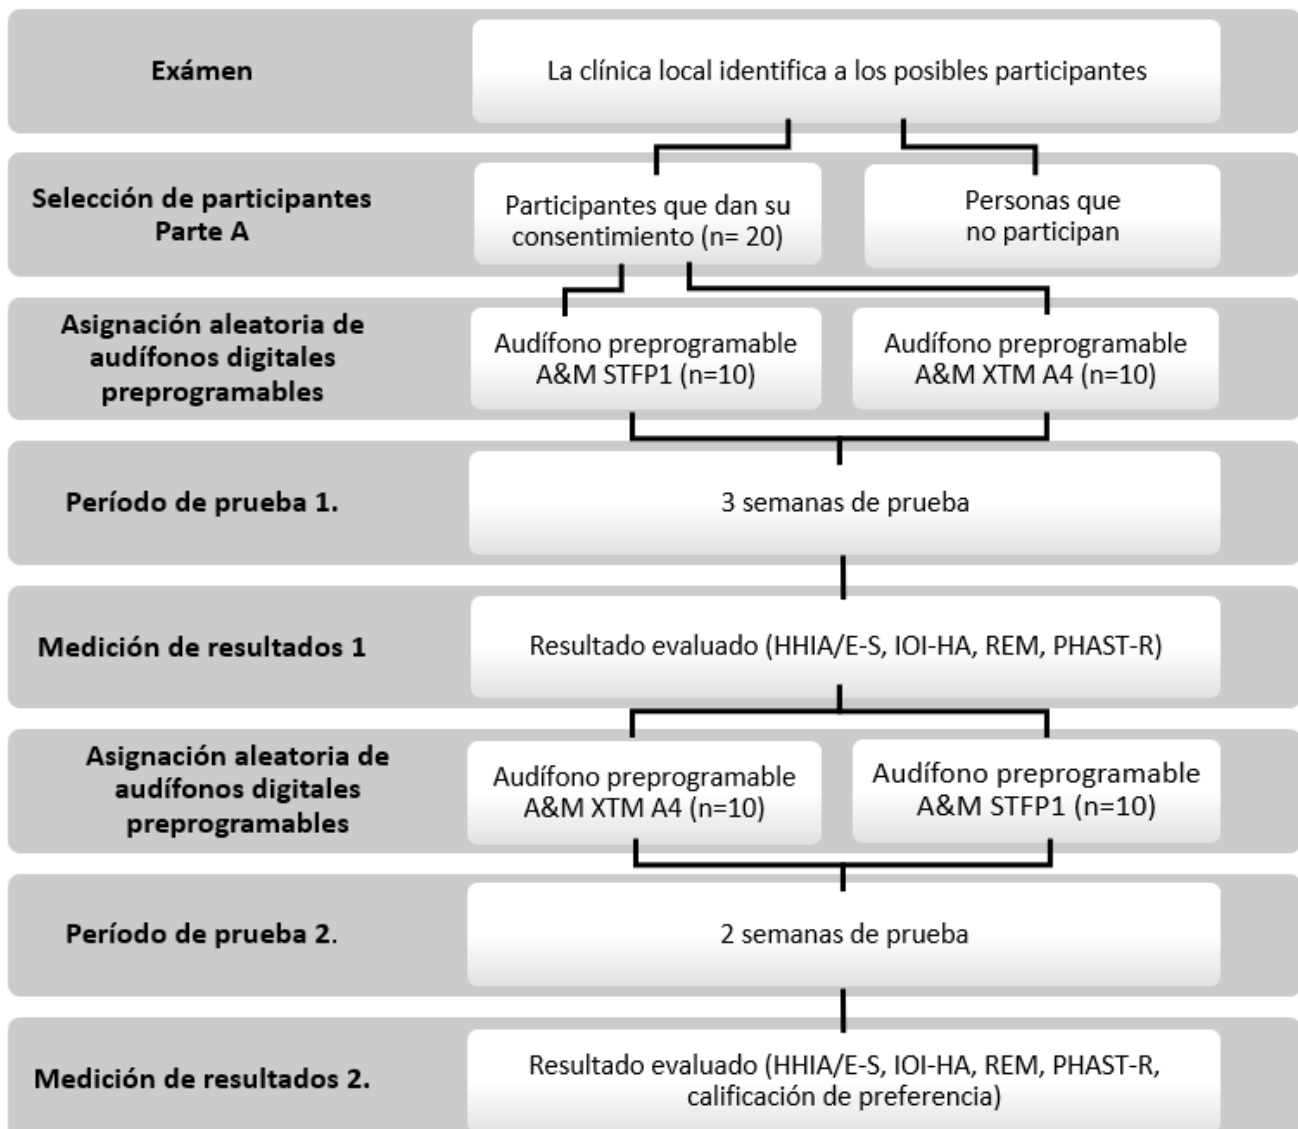 Exámen
La clínica local identifica a los posibles participantes
Selección de participantes
Parte A
Participantes que dan su
consentimiento (n= 20)
Personas que
no participan
Asignación aleatoria de
audífonos digitales
preprogramables
Audífono preprogramable
A&M STFP1 (n=10)
Audífono preprogramable
A&M XTM A4 (n=10)
Período de prueba 1.
3 semanas de prueba
Medición de resultados 1
Resultado evaluado (HHIA/E-S, IOI-HA, REM, PHAST-R)
Asignación aleatoria de
audífonos digitales
preprogramables
Audífono preprogramable
A&M XTM A4 (n=10)
Audífono preprogramable
A&M STFP1 (n=10)
Período de prueba 2.
2 semanas de prueba
Medición de resultados 2.
Resultado evaluado (HHIA/E-S, IOI-HA, REM, PHAST-R,
calificación de preferencia)